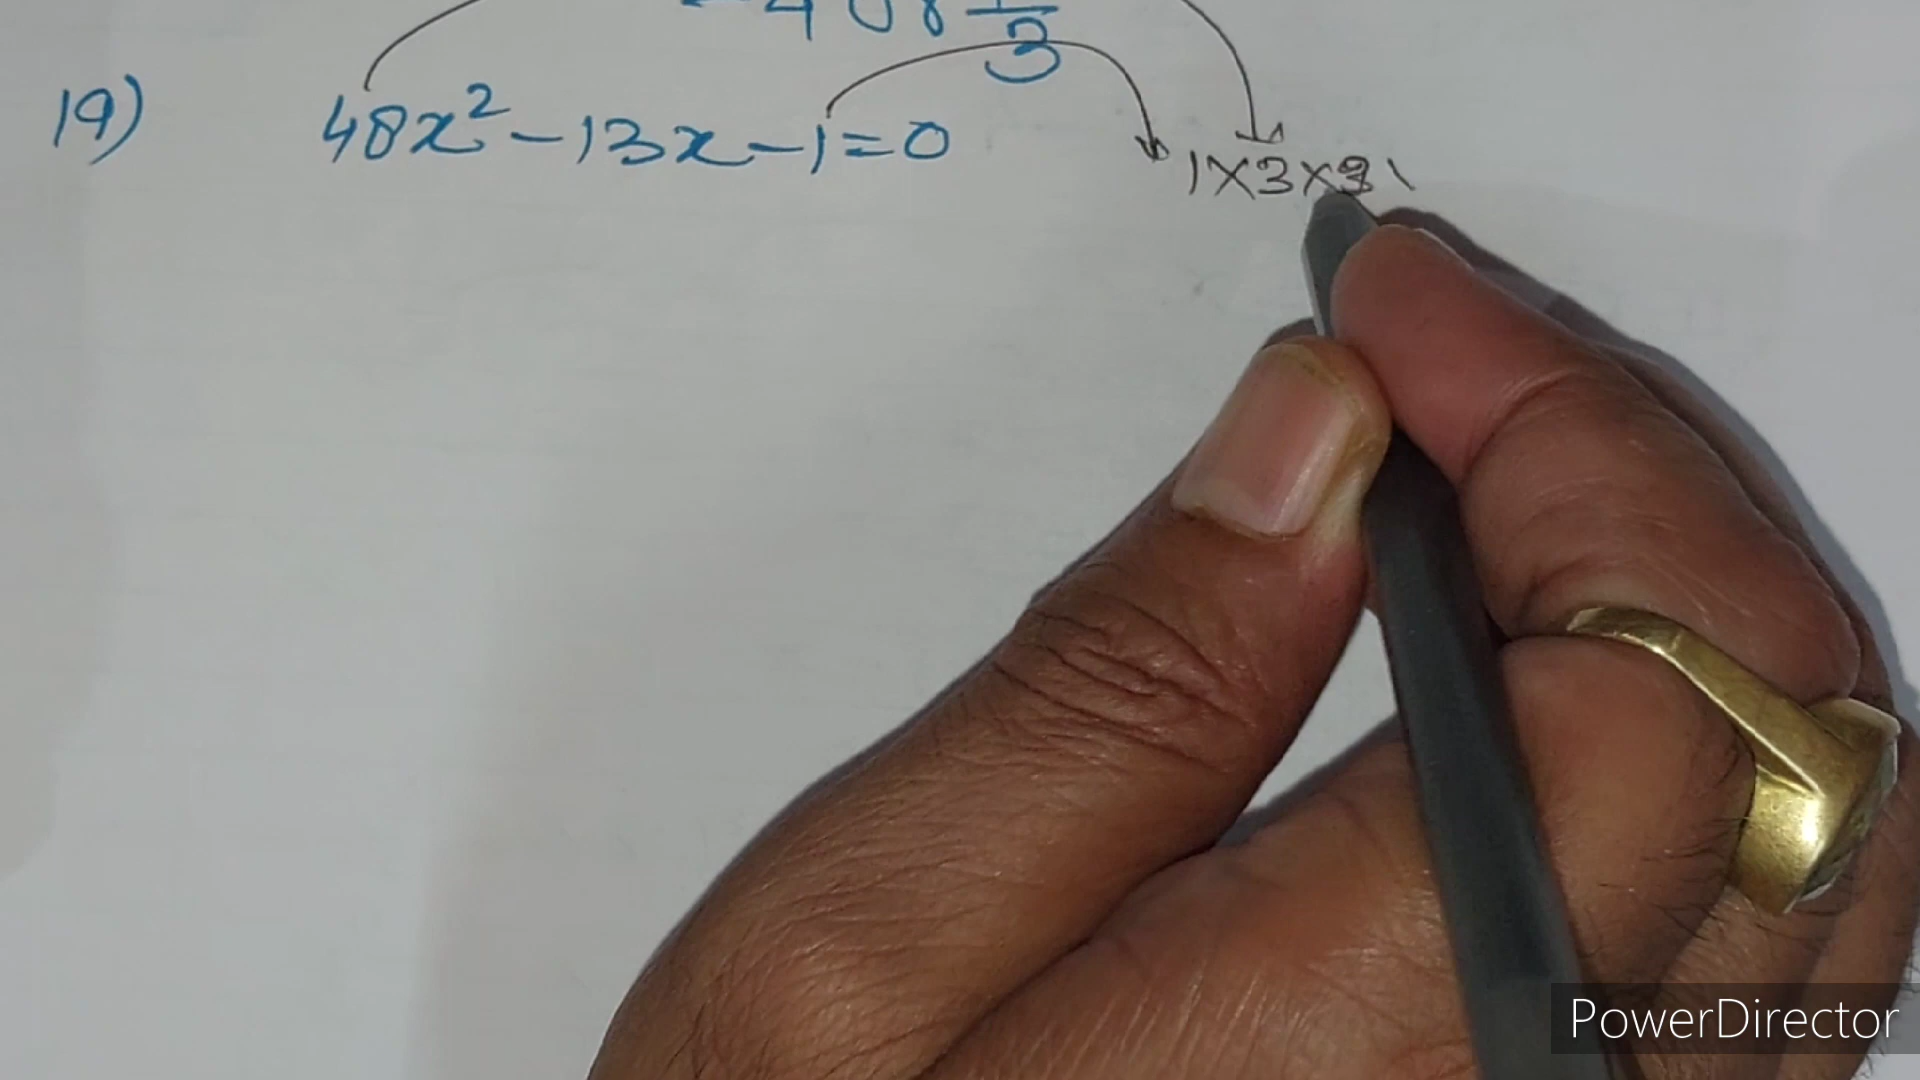 19) 48x² - 13x - 1 = 0
1×3×
PowerDirector